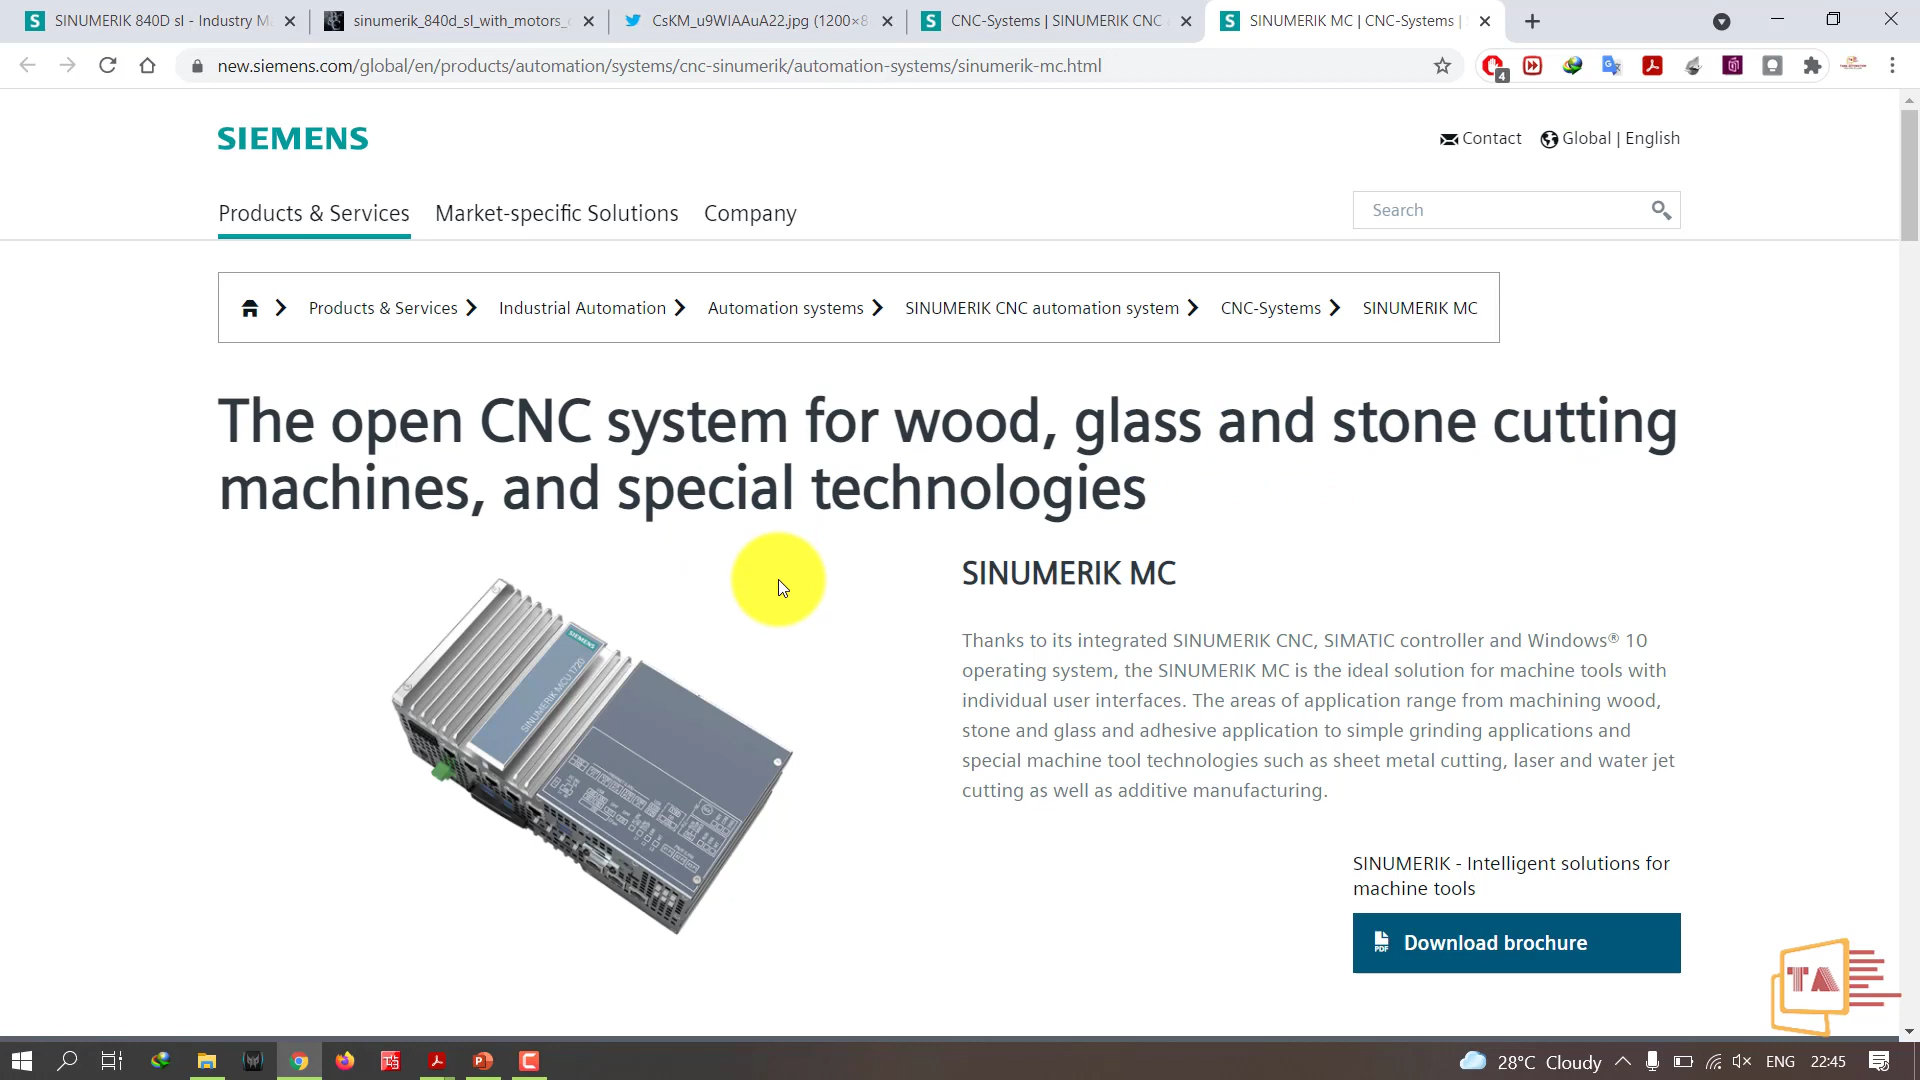 SINUMERIK 840D sl - Industry M
sinumerik_840d_sl_with_motors_
CsKM_u9WIAAuA22.jpg (1200×8
CNC-Systems | SINUMERIK CNC
SINUMERIK MC | CNC-Systems |
new.siemens.com/global/en/products/automation/systems/cnc-sinumerik/automation-systems/sinumerik-mc.html
4
SIEMENS
Contact
Global | English
Products & Services
Market-specific Solutions
Company
Search
Products & Services
Industrial Automation
Automation systems
SINUMERIK CNC automation system
CNC-Systems
SINUMERIK MC
The open CNC system for wood, glass and stone cutting
machines, and special technologies
SIEMENS
SINUMERIK MCU 1720
SINUMERIK MC
Thanks to its integrated SINUMERIK CNC, SIMATIC controller and Windows® 10
operating system, the SINUMERIK MC is the ideal solution for machine tools with
individual user interfaces. The areas of application range from machining wood,
stone and glass and adhesive application to simple grinding applications and
special machine tool technologies such as sheet metal cutting, laser and water jet
cutting as well as additive manufacturing.
SINUMERIK - Intelligent solutions for
machine tools
PDF
Download brochure
TA
28°C Cloudy
ENG
22:45